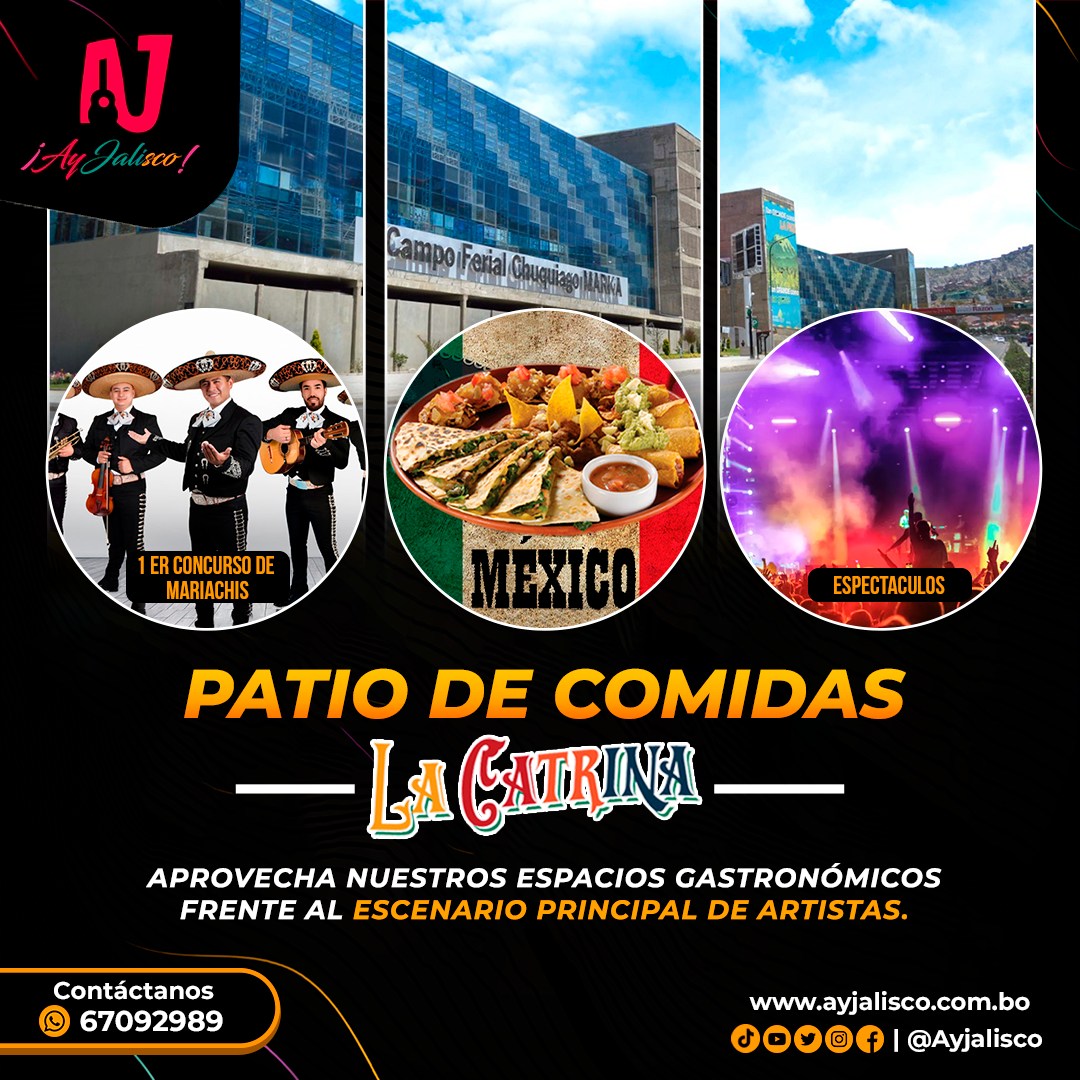 AJ
¡Ay Jalisco!
Campo Ferial Chuquiago MARKA
1 ER CONCURSO DE
MARIACHIS
MÉXICO
ESPECTACULOS
PATIO DE COMIDAS
LA CATRINA
APROVECHA NUESTROS ESPACIOS GASTRONÓMICOS
FRENTE AL ESCENARIO PRINCIPAL DE ARTISTAS.
Contáctanos
67092989
www.ayjalisco.com.bo
| @Ayjalisco